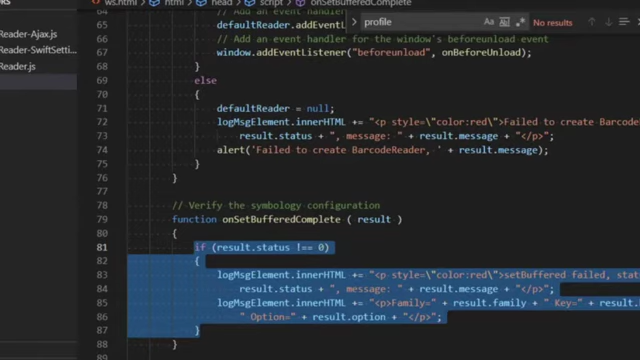 ws.html > html > head > script > onSetBufferedComplete
profile
Aa
No results
Reader-Ajax.js
Reader-SwiftSetti...
Reader.js
// Add an event handler
65 defaultReader.addEventL
66 // Add an event handler for the window's beforeunload event
67 window.addEventListener("beforeunload", onBeforeUnload);
68 }
69 else
70 {
71 defaultReader = null;
72 logMsgElement.innerHTML += "<p style=\"color:red\">Failed to create Barcode
73 result.status + ", message: " + result.message + "</p>";
74 alert('Failed to create BarcodeReader, ' + result.message);
75 }
76 }
77
78 // Verify the symbology configuration
79 function onSetBufferedComplete ( result )
80 {
81 if (result.status !== 0)
82 {
83 logMsgElement.innerHTML += "<p style=\"color:red\">setBuffered failed, stat
84 result.status + ", message: " + result.message + "</p>";
85 logMsgElement.innerHTML += "<p>Family=" + result.family + " Key=" + result.
86 " Option=" + result.option + "</p>";
87 }
88 }
89